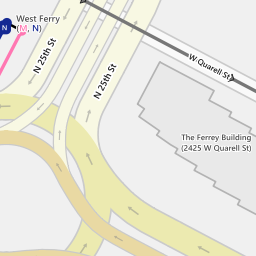 West Ferry
(M, N)
N
N 25th St
N 25th St
W Quarell St
The Ferrey Building
(2425 W Quarell St)